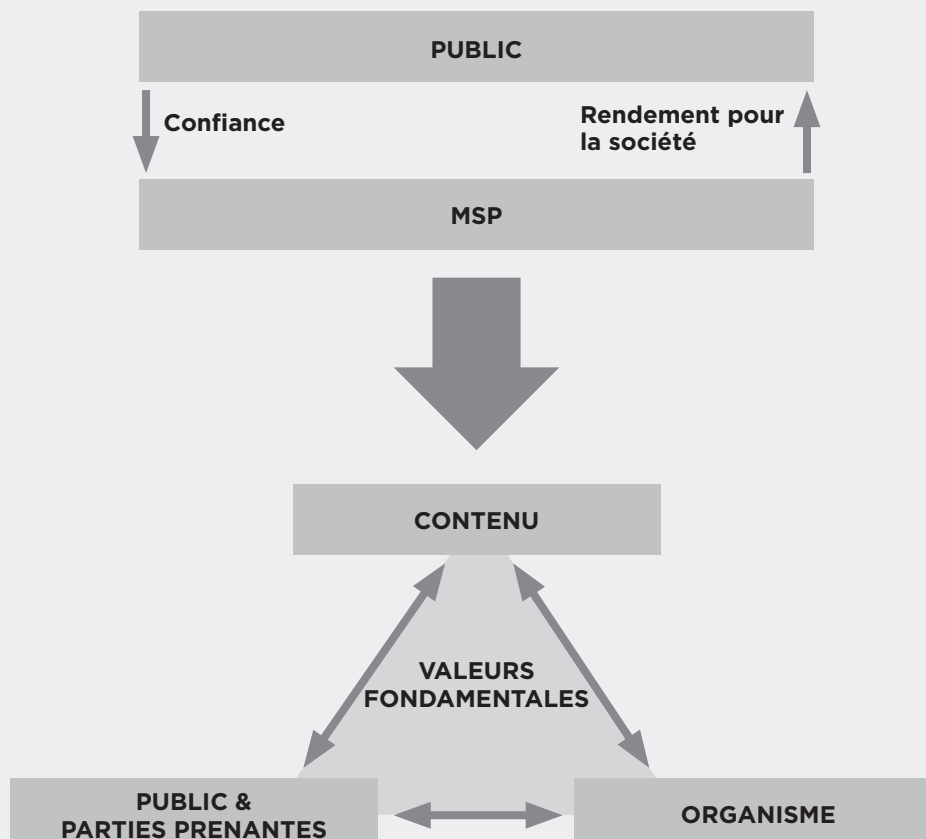 PUBLIC
Confiance
Rendement pour
la société
MSP
CONTENU
VALEURS
FONDAMENTALES
PUBLIC &
PARTIES PRENANTES
ORGANISME